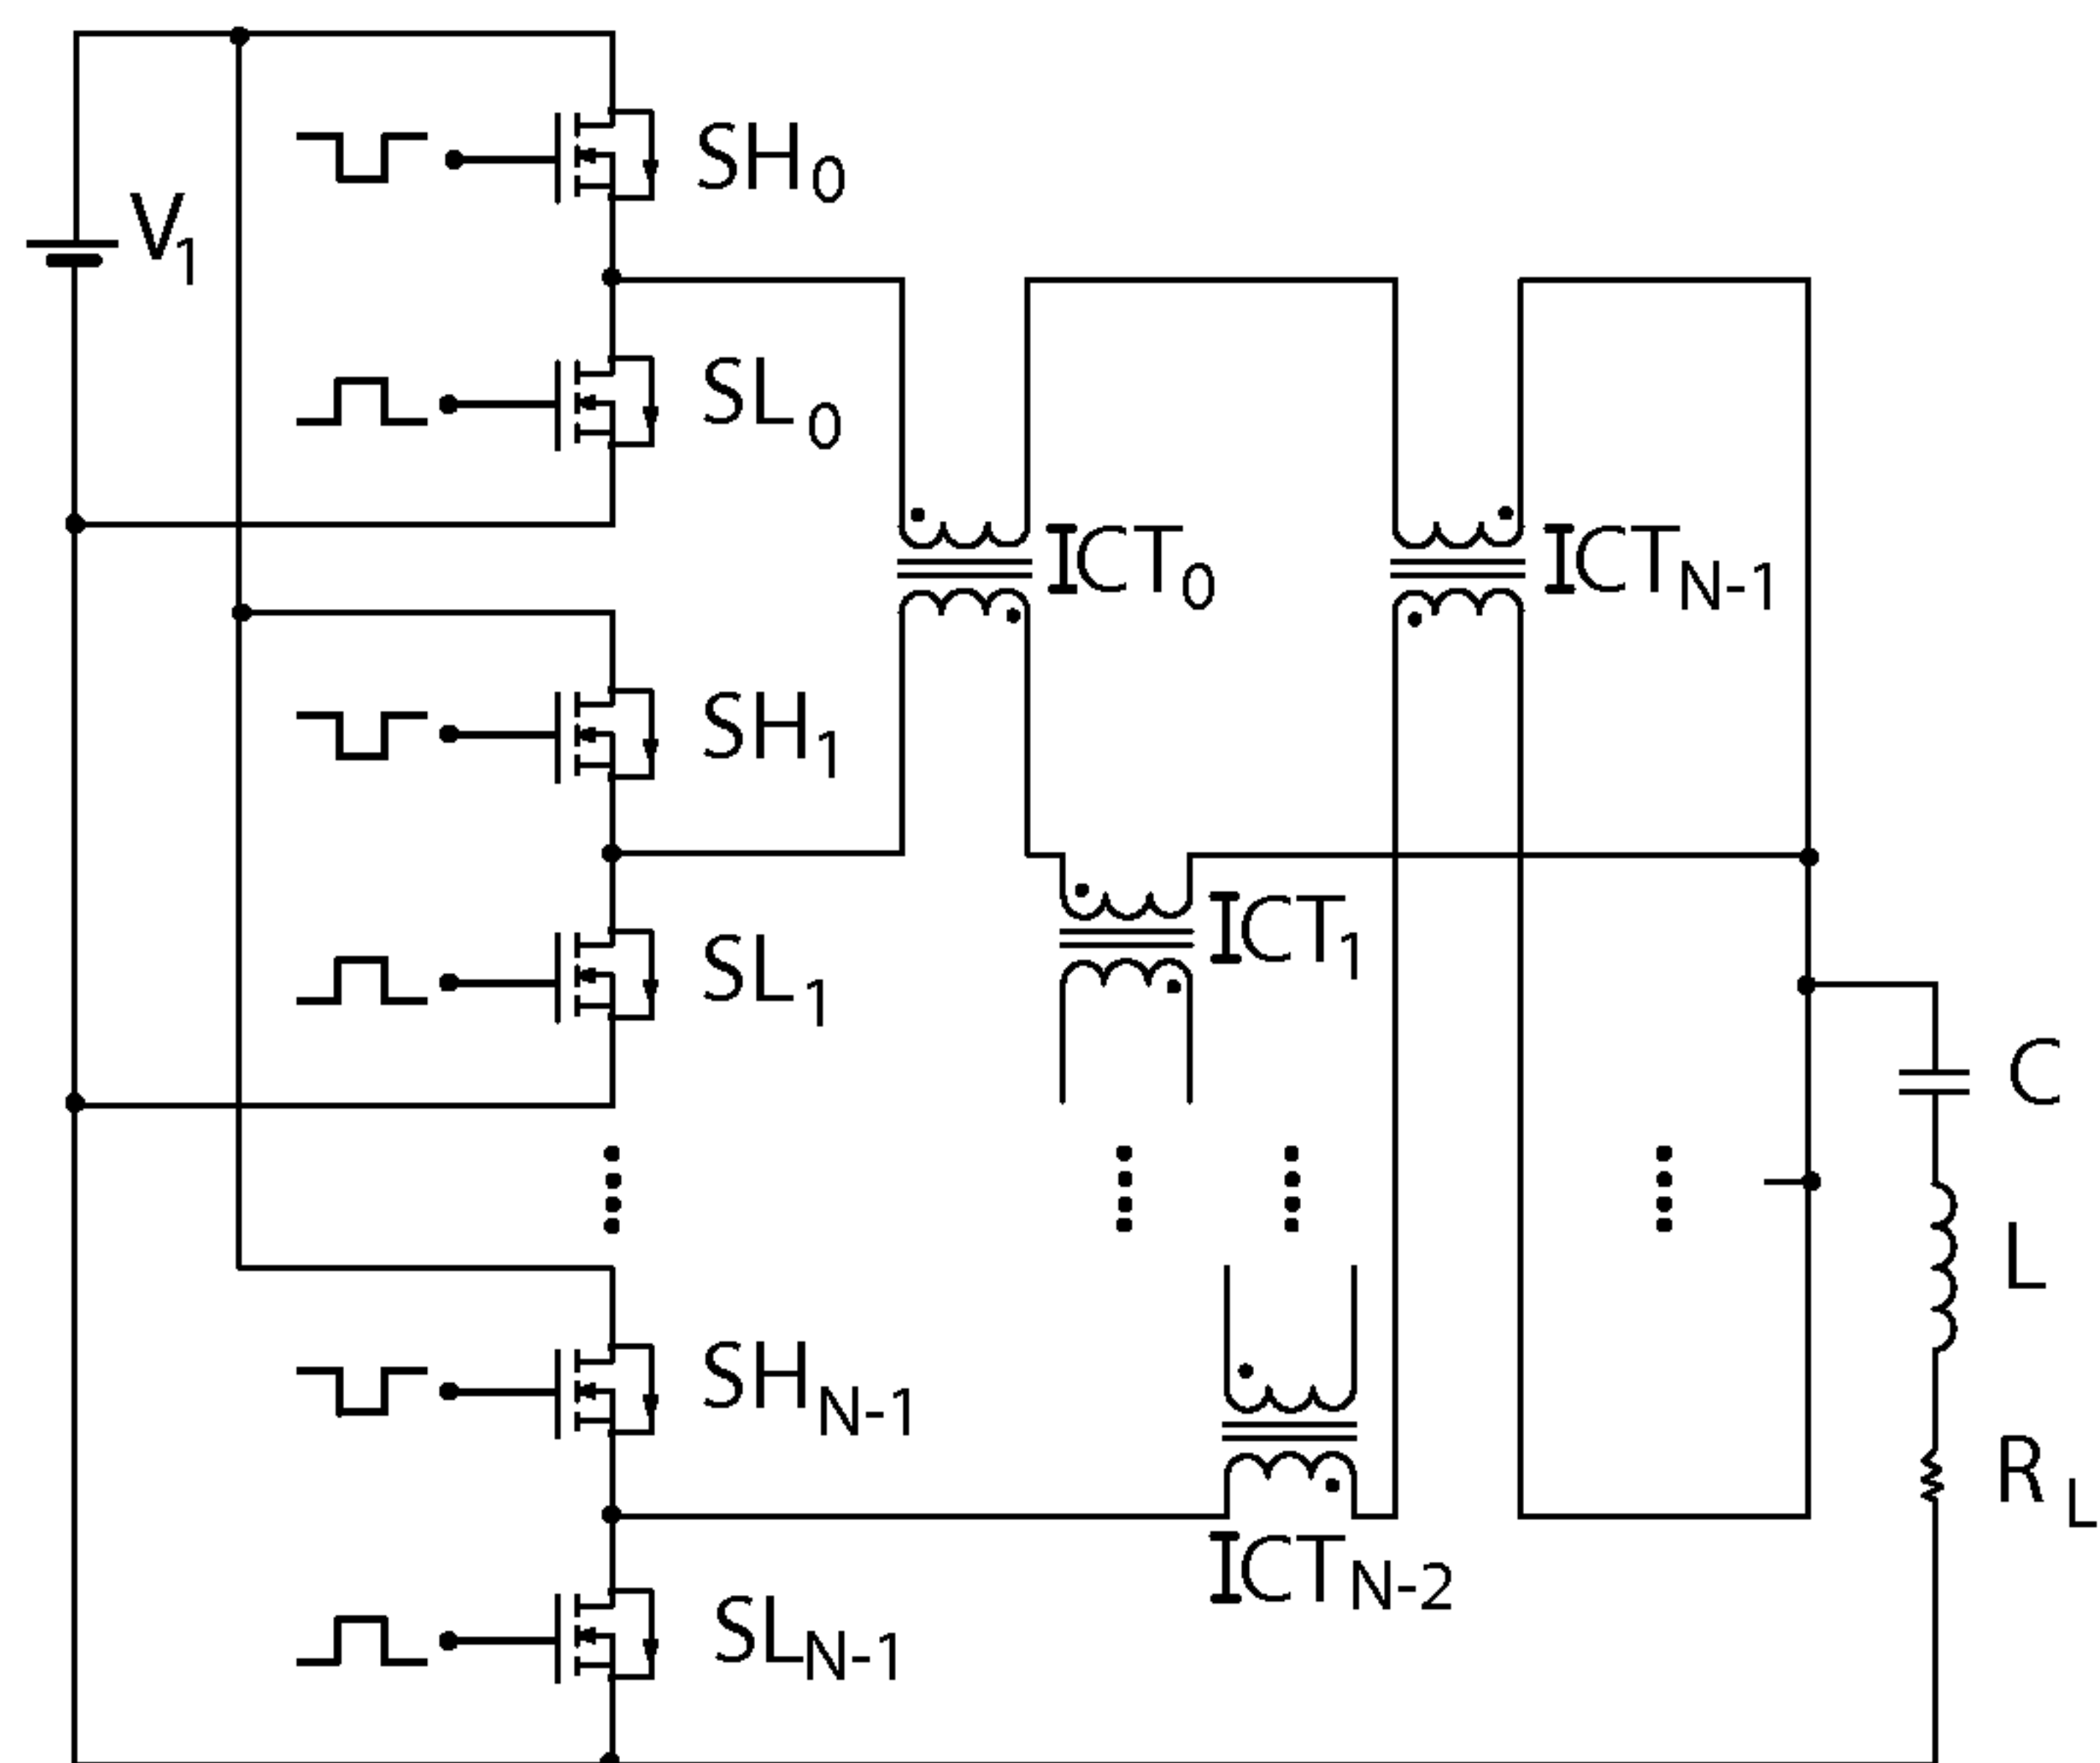 SH0
V1
SL0
ICT0
ICTN-1
SH1
ICT1
SL1
C
L
SHN-1
RL
ICTN-2
SLN-1